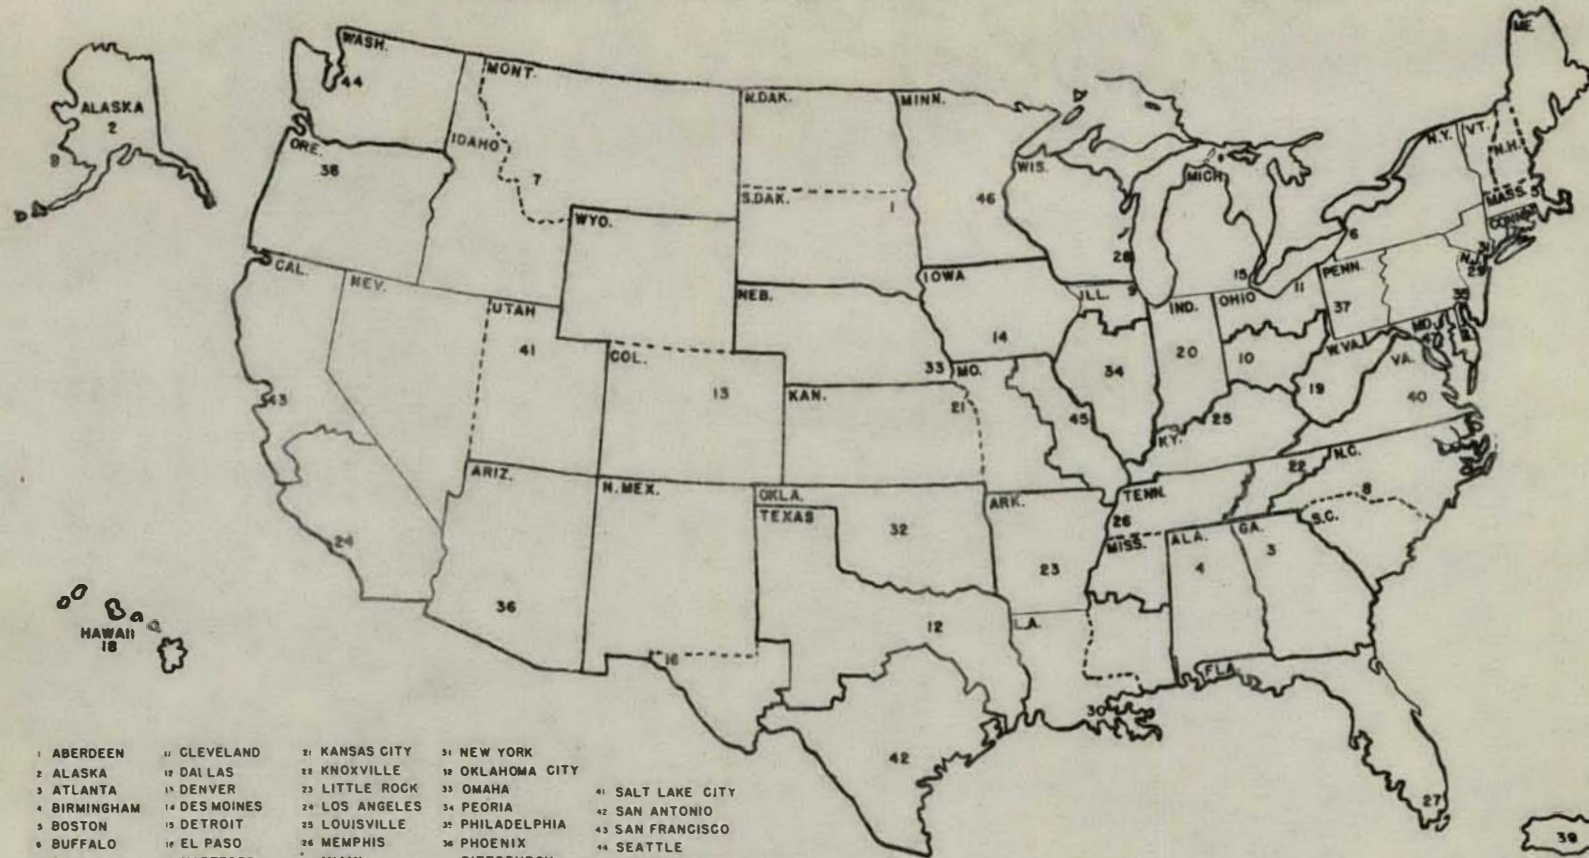 WASH.
44
MONT.
N.DAK.
MINN.
ME.
ALASKA
2
9
ORE.
38
IDAHO
7
S.DAK.
1
46
WIS.
MICH.
N.Y.
VT.
N.H.
MASS. 5
CONN.
6
WYO.
CAL.
NEV.
UTAH
41
NEB.
IOWA
14
28
ILL.
9
15
IND.
20
OHIO
11
10
PENN.
37
N.J.
31
29
MD.
COL.
13
KAN.
33
MO.
21
34
45
W.VA.
19
VA.
40
KY.
25
43
24
ARIZ.
36
N.MEX.
OKLA.
TEXAS
32
ARK.
23
TENN.
26
22
N.C.
8
S.C.
MISS.
ALA.
4
GA.
3
HAWAII
18
16
12
L.A.
30
FLA.
42
27
39
1 ABERDEEN
2 ALASKA
3 ATLANTA
4 BIRMINGHAM
5 BOSTON
6 BUFFALO
11 CLEVELAND
12 DALLAS
13 DENVER
14 DES MOINES
15 DETROIT
16 EL PASO
21 KANSAS CITY
22 KNOXVILLE
23 LITTLE ROCK
24 LOS ANGELES
25 LOUISVILLE
26 MEMPHIS
31 NEW YORK
32 OKLAHOMA CITY
33 OMAHA
34 PEORIA
35 PHILADELPHIA
36 PHOENIX
41 SALT LAKE CITY
42 SAN ANTONIO
43 SAN FRANCISCO
44 SEATTLE